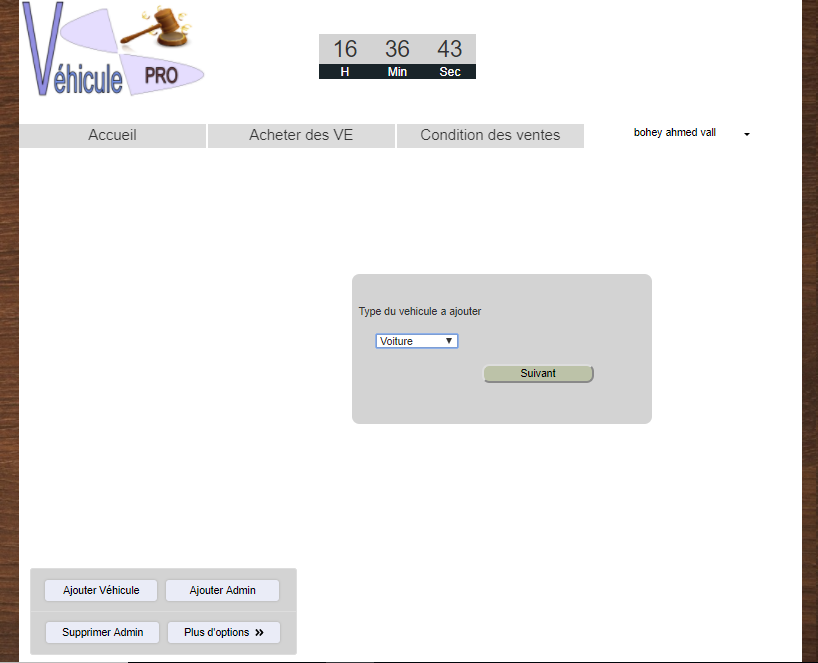 Véhicule PRO
16 36 43
H Min Sec
Accueil Acheter des VE Condition des ventes bohey ahmed vall
Type du vehicule a ajouter
Voiture
Suivant
Ajouter Véhicule Ajouter Admin
Supprimer Admin Plus d'options »